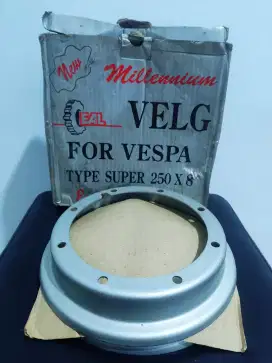 New
Millennium
EAL
VELG
FOR VESPA
TYPE SUPER 250 X 8"